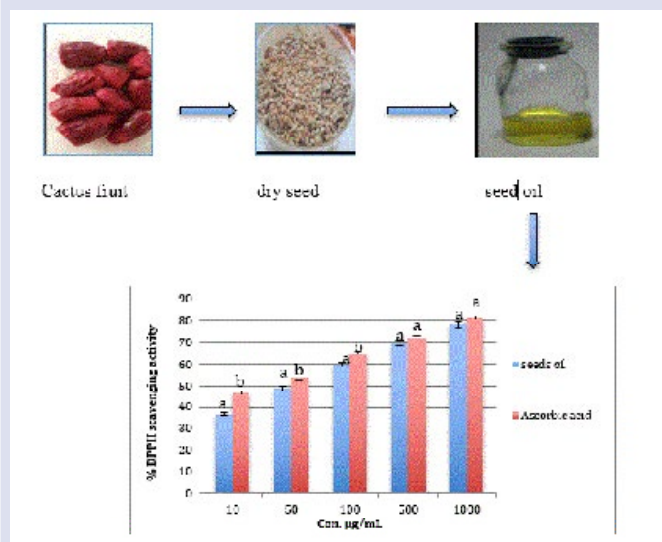 Cactus fruit
dry seed
seed oil
90
80
70
60
50
40
30
20
10
0
% DPPH scavenging activity
a
b
a
b
a
b
a
a
a
a
10
50
100
500
1000
Con. µg/mL
seeds oil
Ascorbic acid